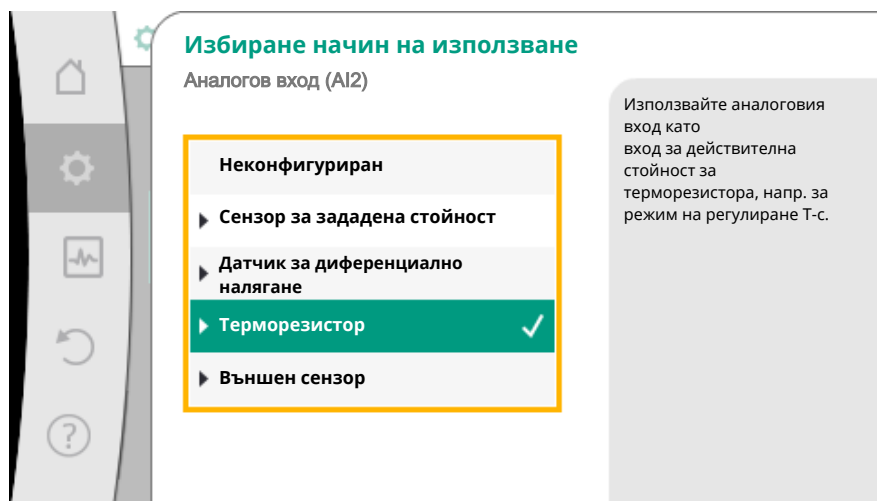 Избиране начин на използване
Аналогов вход (AI2)
Неконфигуриран
Сензор за зададена стойност
Датчик за диференциално
налягане
Терморезистор
Външен сензор
Използвайте аналоговия
вход като
вход за действителна
стойност за
терморезистора, напр. за
режим на регулиране T-c.